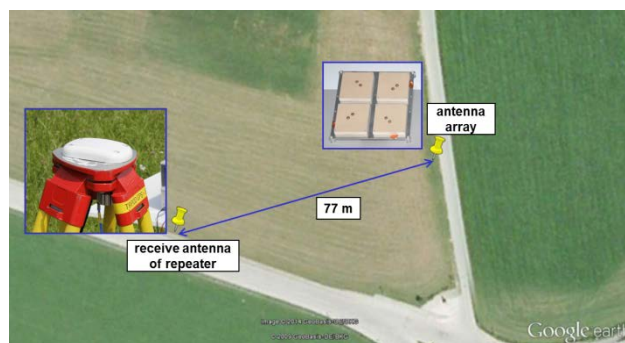 antenna
array
77 m
receive antenna
of repeater
Google earth